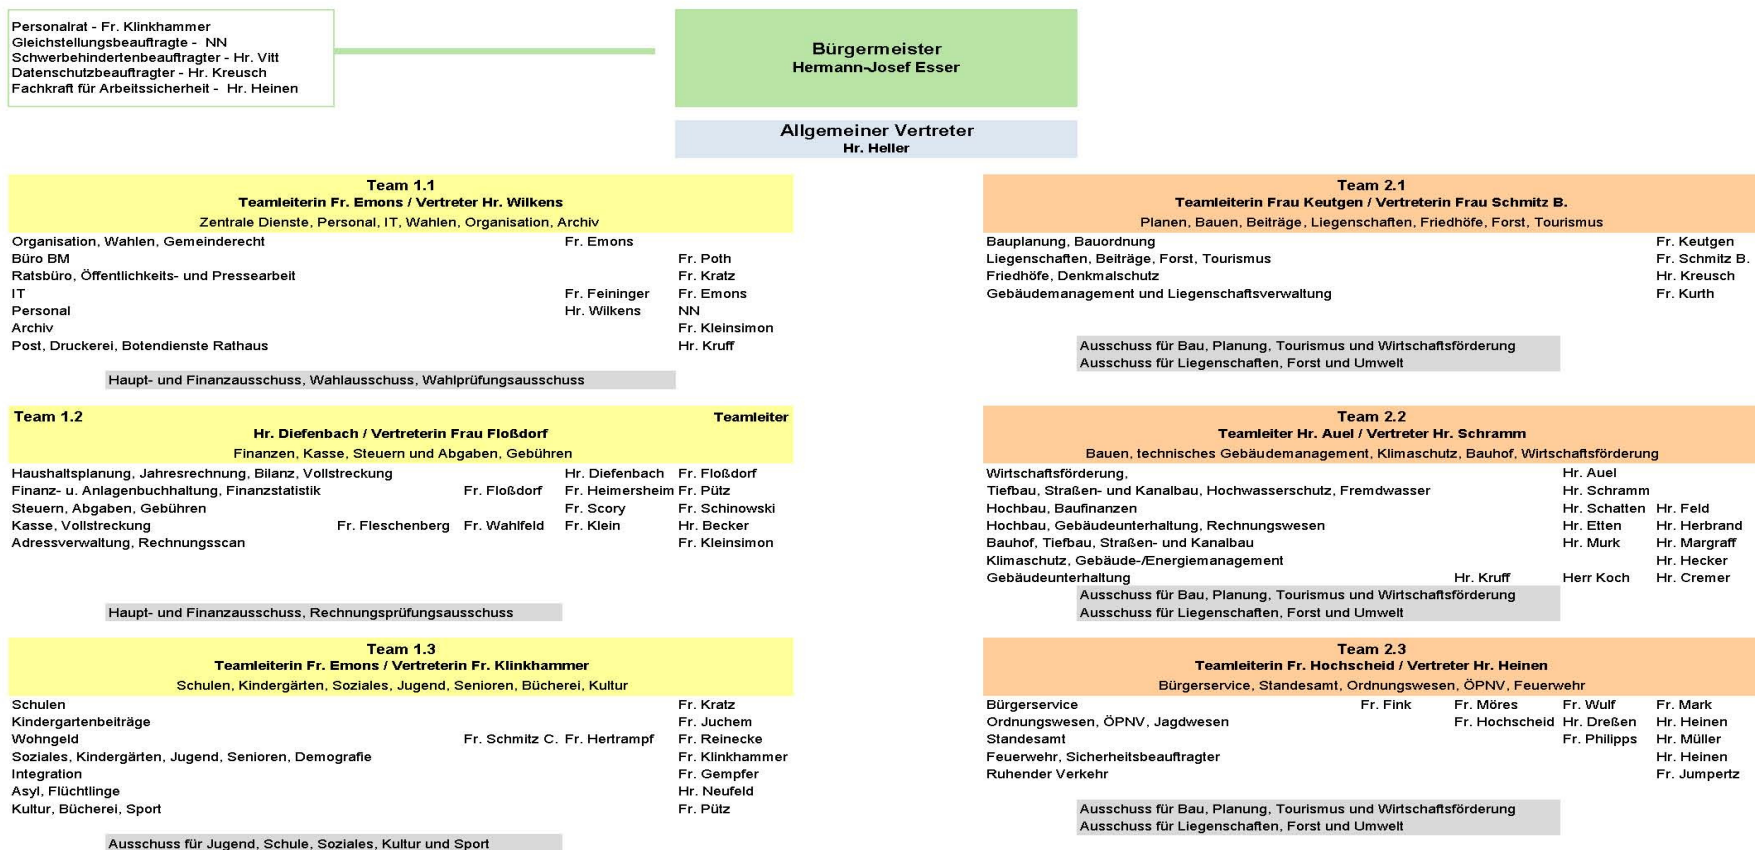 Personalrat - Fr. Klinkhammer
Gleichstellungsbeauftragte - NN
Schwerbehindertenbeauftragter - Hr. Vitt
Datenschutzbeauftragter - Hr. Kreusch
Fachkraft für Arbeitssicherheit - Hr. Heinen
Bürgermeister
Hermann-Josef Esser
Allgemeiner Vertreter
Hr. Heller
Team 1.1
Teamleiterin Fr. Emons / Vertreter Hr. Wilkens
Zentrale Dienste, Personal, IT, Wahlen, Organisation, Archiv
Organisation, Wahlen, Gemeinderecht Fr. Emons
Büro BM Fr. Poth
Ratsbüro, Öffentlichkeits- und Pressearbeit Fr. Kratz
IT Fr. Feininger Fr. Emons
Personal Hr. Wilkens NN
Archiv Fr. Kleinsimon
Post, Druckerei, Botendienste Rathaus Hr. Kruff
Haupt- und Finanzausschuss, Wahlausschuss, Wahlprüfungsausschuss
Team 1.2 Teamleiter
Hr. Diefenbach / Vertreterin Frau Floßdorf
Finanzen, Kasse, Steuern und Abgaben, Gebühren
Haushaltsplanung, Jahresrechnung, Bilanz, Vollstreckung Hr. Diefenbach Fr. Floßdorf
Finanz- u. Anlagenbuchhaltung, Finanzstatistik Fr. Floßdorf Fr. Heimersheim Fr. Pütz
Steuern, Abgaben, Gebühren Fr. Scory Fr. Schinowski
Kasse, Vollstreckung Fr. Fleschenberg Fr. Wahlfeld Fr. Klein Hr. Becker
Adressverwaltung, Rechnungsscan Fr. Kleinsimon
Haupt- und Finanzausschuss, Rechnungsprüfungsausschuss
Team 1.3
Teamleiterin Fr. Emons / Vertreterin Fr. Klinkhammer
Schulen, Kindergärten, Soziales, Jugend, Senioren, Bücherei, Kultur
Schulen Fr. Kratz
Kindergartenbeiträge Fr. Juchem
Wohngeld Fr. Schmitz C. Fr. Hertrampf Fr. Reinecke
Soziales, Kindergärten, Jugend, Senioren, Demografie Fr. Klinkhammer
Integration Fr. Gempfer
Asyl, Flüchtlinge Hr. Neufeld
Kultur, Bücherei, Sport Fr. Pütz
Ausschuss für Jugend, Schule, Soziales, Kultur und Sport
Team 2.1
Teamleiterin Frau Keutgen / Vertreterin Frau Schmitz B.
Planen, Bauen, Beiträge, Liegenschaften, Friedhöfe, Forst, Tourismus
Bauplanung, Bauordnung Fr. Keutgen
Liegenschaften, Beiträge, Forst, Tourismus Fr. Schmitz B.
Friedhöfe, Denkmalschutz Hr. Kreusch
Gebäudemanagement und Liegenschaftsverwaltung Fr. Kurth
Ausschuss für Bau, Planung, Tourismus und Wirtschaftsförderung
Ausschuss für Liegenschaften, Forst und Umwelt
Team 2.2
Teamleiter Hr. Auel / Vertreter Hr. Schramm
Bauen, technisches Gebäudemanagement, Klimaschutz, Bauhof, Wirtschaftsförderung
Wirtschaftsförderung, Hr. Auel
Tiefbau, Straßen- und Kanalbau, Hochwasserschutz, Fremdwasser Hr. Schramm
Hochbau, Baufinanzen Hr. Schatten Hr. Feld
Hochbau, Gebäudeunterhaltung, Rechnungswesen Hr. Etten Hr. Herbrand
Bauhof, Tiefbau, Straßen- und Kanalbau Hr. Murk Hr. Margraff
Klimaschutz, Gebäude-/Energiemanagement Hr. Hecker
Gebäudeunterhaltung Hr. Kruff Herr Koch Hr. Cremer
Ausschuss für Bau, Planung, Tourismus und Wirtschaftsförderung
Ausschuss für Liegenschaften, Forst und Umwelt
Team 2.3
Teamleiterin Fr. Hochscheid / Vertreter Hr. Heinen
Bürgerservice, Standesamt, Ordnungswesen, ÖPNV, Feuerwehr
Bürgerservice Fr. Fink Fr. Möres Fr. Wulf Fr. Mark
Ordnungswesen, ÖPNV, Jagdwesen Fr. Hochscheid Hr. Dreßen Hr. Heinen
Standesamt Fr. Philipps Hr. Müller
Feuerwehr, Sicherheitsbeauftragter Hr. Heinen
Ruhender Verkehr Fr. Jumpertz
Ausschuss für Bau, Planung, Tourismus und Wirtschaftsförderung
Ausschuss für Liegenschaften, Forst und Umwelt